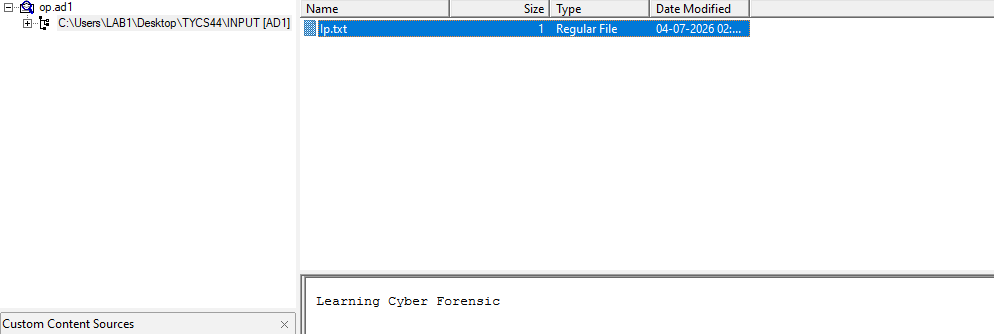 op.ad1
C:\Users\LAB1\Desktop\TYCS44\INPUT [AD1]
Name Size Type Date Modified
Ip.txt 1 Regular File 04-07-2026 02:...
Learning Cyber Forensic
Custom Content Sources